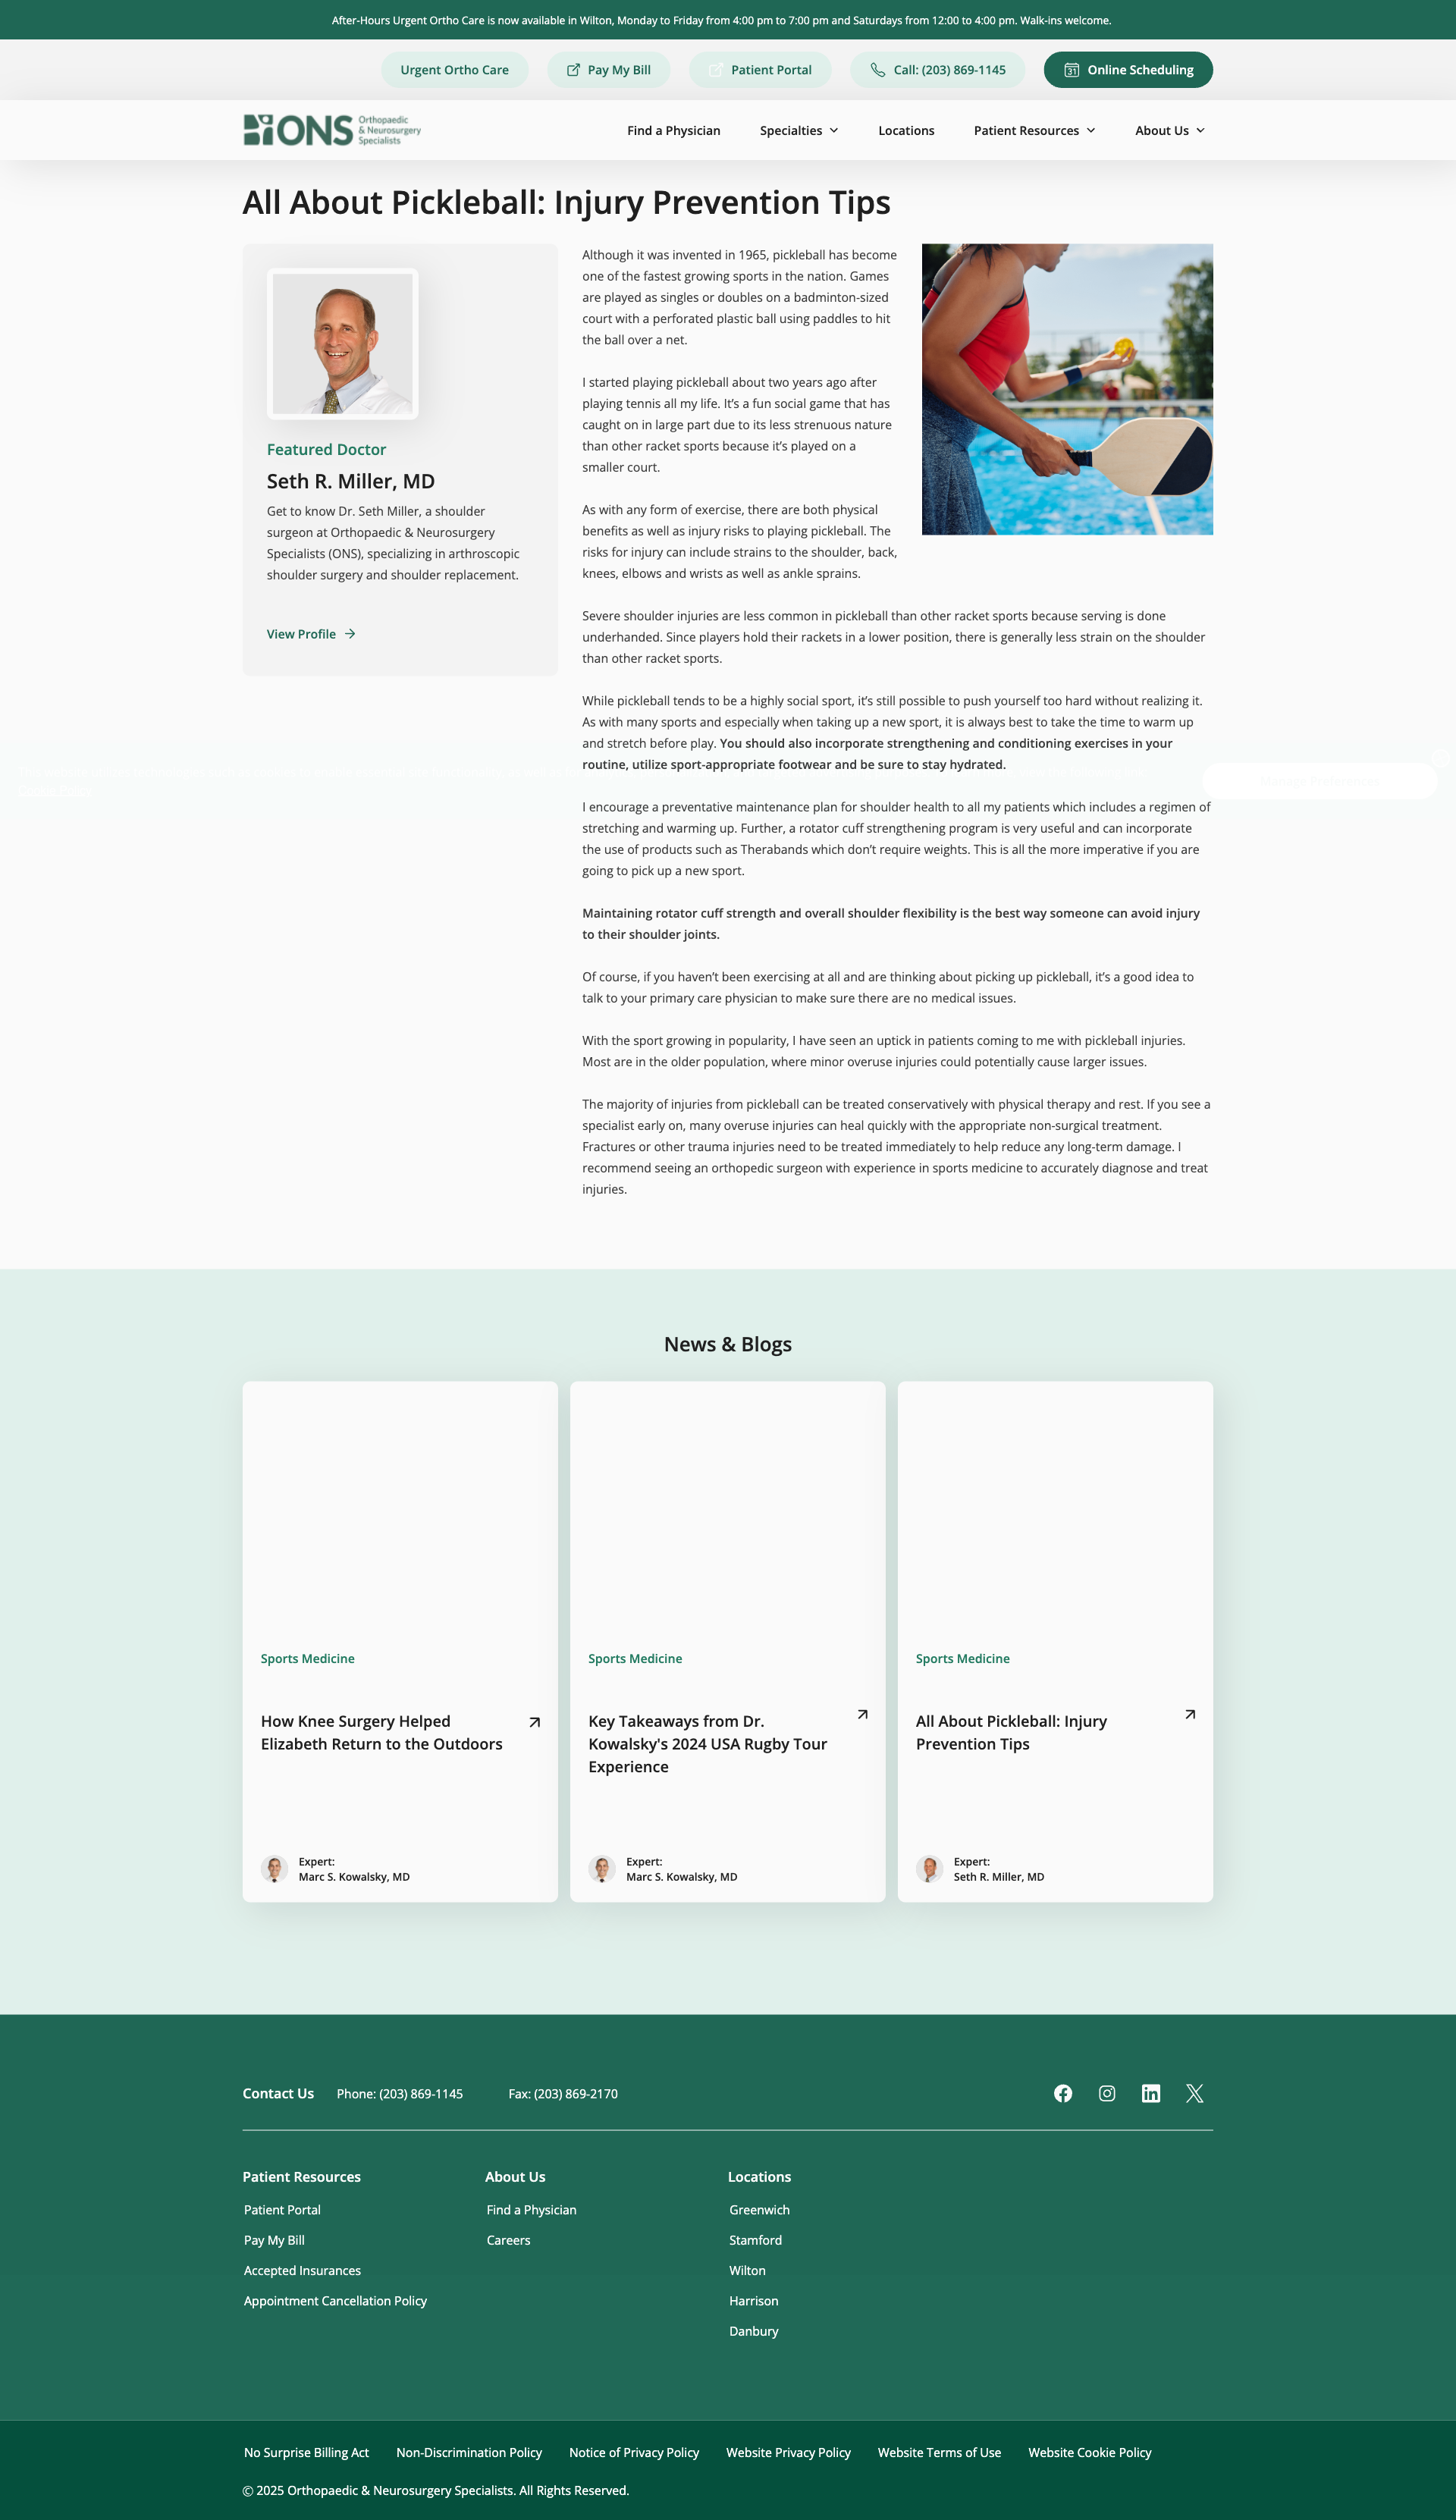 After-Hours Urgent Ortho Care is now available in Wilton, Monday to Friday from 4:00 pm to 7:00 pm and Saturdays from 12:00 to 4:00 pm. Walk-ins welcome.
Urgent Ortho Care
Pay My Bill
Patient Portal
Call: (203) 869-1145
31
Online Scheduling
ONS
Orthopaedic
& Neurosurgery
Specialists
Find a Physician
Specialties
Locations
Patient Resources
About Us
All About Pickleball: Injury Prevention Tips
Featured Doctor
Seth R. Miller, MD
Get to know Dr. Seth Miller, a shoulder
surgeon at Orthopaedic & Neurosurgery
Specialists (ONS), specializing in arthroscopic
shoulder surgery and shoulder replacement.
View Profile
Although it was invented in 1965, pickleball has become
one of the fastest growing sports in the nation. Games
are played as singles or doubles on a badminton-sized
court with a perforated plastic ball using paddles to hit
the ball over a net.
I started playing pickleball about two years ago after
playing tennis all my life. It’s a fun social game that has
caught on in large part due to its less strenuous nature
than other racket sports because it’s played on a
smaller court.
As with any form of exercise, there are both physical
benefits as well as injury risks to playing pickleball. The
risks for injury can include strains to the shoulder, back,
knees, elbows and wrists as well as ankle sprains.
Severe shoulder injuries are less common in pickleball than other racket sports because serving is done
underhanded. Since players hold their rackets in a lower position, there is generally less strain on the shoulder
than other racket sports.
While pickleball tends to be a highly social sport, it’s still possible to push yourself too hard without realizing it.
As with many sports and especially when taking up a new sport, it is always best to take the time to warm up
and stretch before play. You should also incorporate strengthening and conditioning exercises in your
routine, utilize sport-appropriate footwear and be sure to stay hydrated.
I encourage a preventative maintenance plan for shoulder health to all my patients which includes a regimen of
stretching and warming up. Further, a rotator cuff strengthening program is very useful and can incorporate
the use of products such as Therabands which don’t require weights. This is all the more imperative if you are
going to pick up a new sport.
Maintaining rotator cuff strength and overall shoulder flexibility is the best way someone can avoid injury
to their shoulder joints.
Of course, if you haven’t been exercising at all and are thinking about picking up pickleball, it’s a good idea to
talk to your primary care physician to make sure there are no medical issues.
With the sport growing in popularity, I have seen an uptick in patients coming to me with pickleball injuries.
Most are in the older population, where minor overuse injuries could potentially cause larger issues.
The majority of injuries from pickleball can be treated conservatively with physical therapy and rest. If you see a
specialist early on, many overuse injuries can heal quickly with the appropriate non-surgical treatment.
Fractures or other trauma injuries need to be treated immediately to help reduce any long-term damage. I
recommend seeing an orthopedic surgeon with experience in sports medicine to accurately diagnose and treat
injuries.
News & Blogs
Sports Medicine
How Knee Surgery Helped
Elizabeth Return to the Outdoors
Expert:
Marc S. Kowalsky, MD
Sports Medicine
Key Takeaways from Dr.
Kowalsky's 2024 USA Rugby Tour
Experience
Expert:
Marc S. Kowalsky, MD
Sports Medicine
All About Pickleball: Injury
Prevention Tips
Expert:
Seth R. Miller, MD
Contact Us
Phone: (203) 869-1145
Fax: (203) 869-2170
Patient Resources
Patient Portal
Pay My Bill
Accepted Insurances
Appointment Cancellation Policy
About Us
Find a Physician
Careers
Locations
Greenwich
Stamford
Wilton
Harrison
Danbury
No Surprise Billing Act
Non-Discrimination Policy
Notice of Privacy Policy
Website Privacy Policy
Website Terms of Use
Website Cookie Policy
© 2025 Orthopaedic & Neurosurgery Specialists. All Rights Reserved.